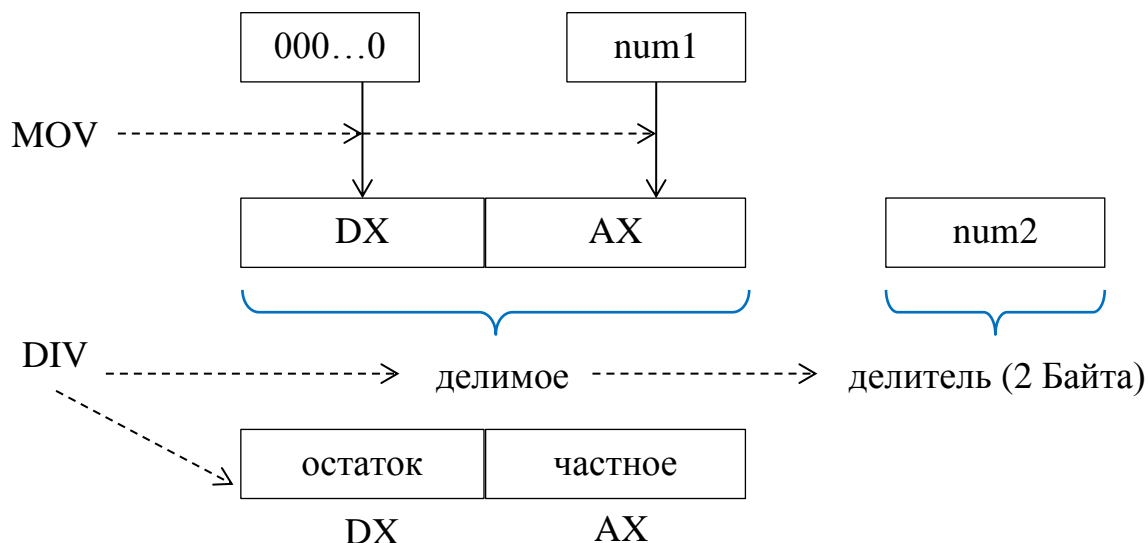 000…0 num1
MOV
DX AX num2
DIV
делимое делитель (2 Байта)
остаток частное
DX AX